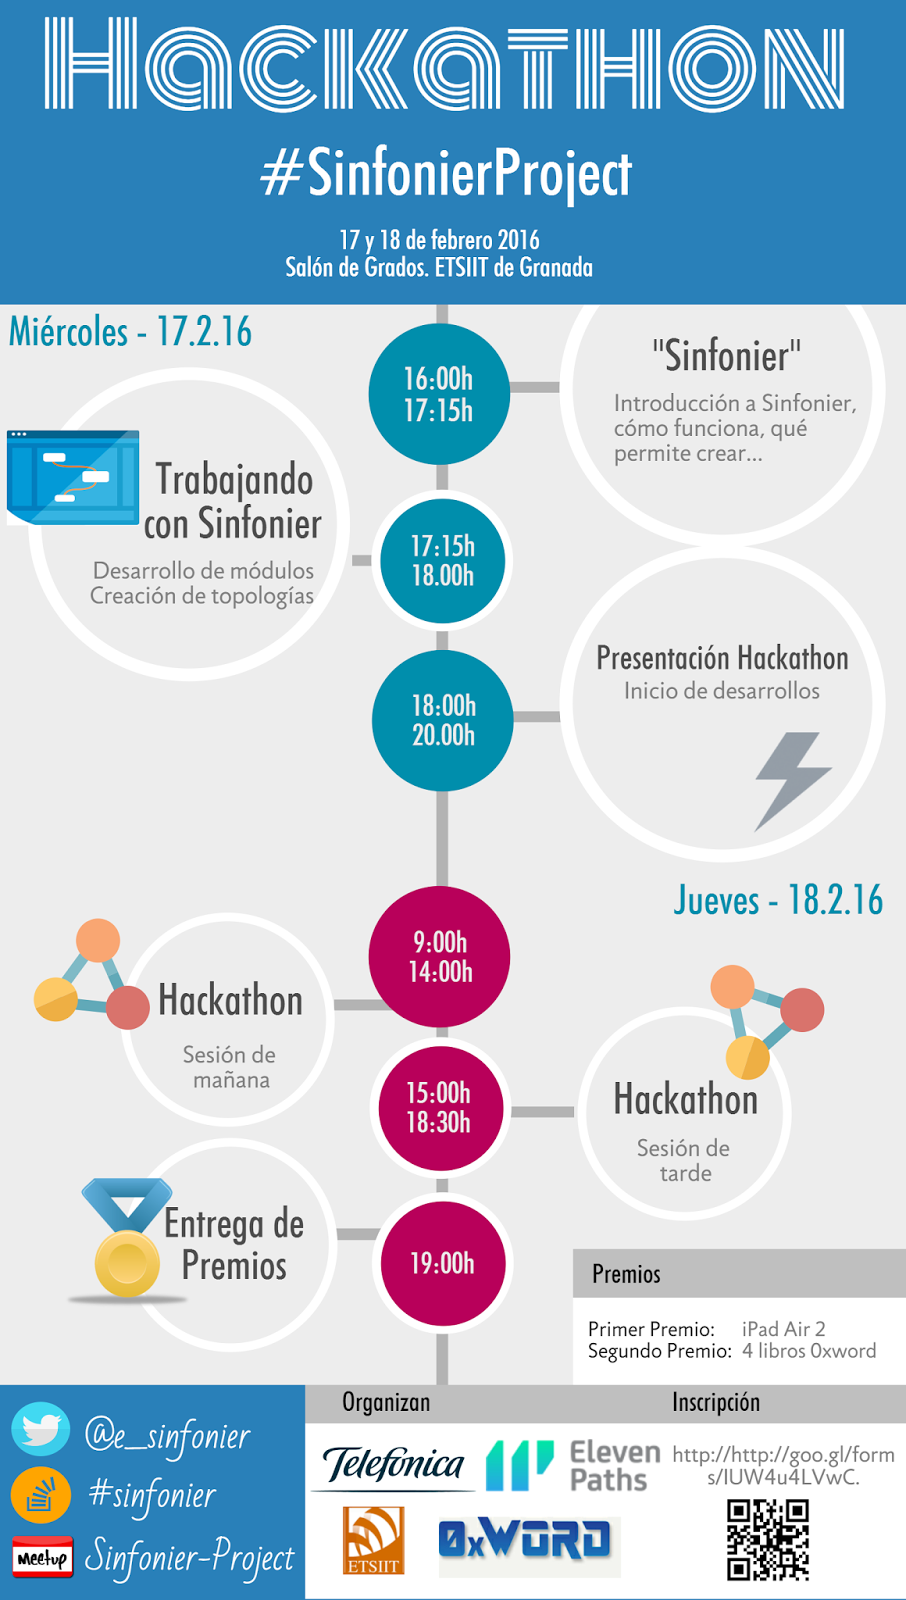 Hackathon
#SinfonierProject
17 y 18 de febrero 2016
Salón de Grados. ETSIIT de Granada
Miércoles - 17.2.16
16:00h
17:15h
"Sinfonier"
Introducción a Sinfonier,
cómo funciona, qué
permite crear...
Trabajando
con Sinfonier
Desarrollo de módulos
Creación de topologías
17:15h
18.00h
18:00h
20.00h
Presentación Hackathon
Inicio de desarrollos
Jueves - 18.2.16
9:00h
14:00h
Hackathon
Sesión de
mañana
15:00h
18:30h
Hackathon
Sesión de
tarde
Entrega de
Premios
19:00h
Premios
Primer Premio: iPad Air 2
Segundo Premio: 4 libros 0xword
@e_sinfonier
#sinfonier
Meetup
Sinfonier-Project
Organizan
Telefónica
Eleven
Paths
ETSIIT
0xWORD
Inscripción
http://http://goo.gl/form
s/IUW4u4LVwC.